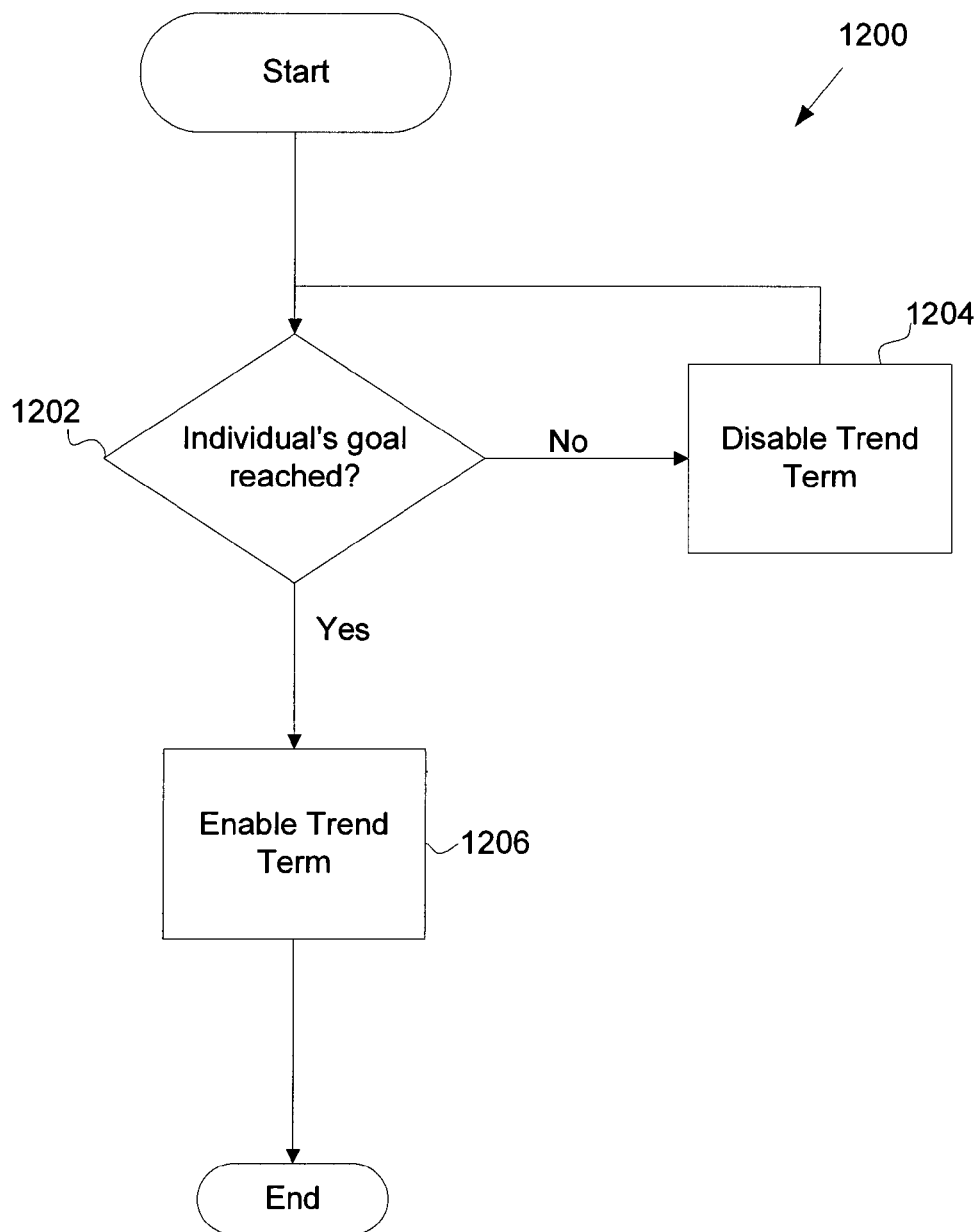 1200
Start
1204
1202
Individual's goal
reached?
No
Disable Trend
Term
Yes
Enable Trend
Term
1206
End